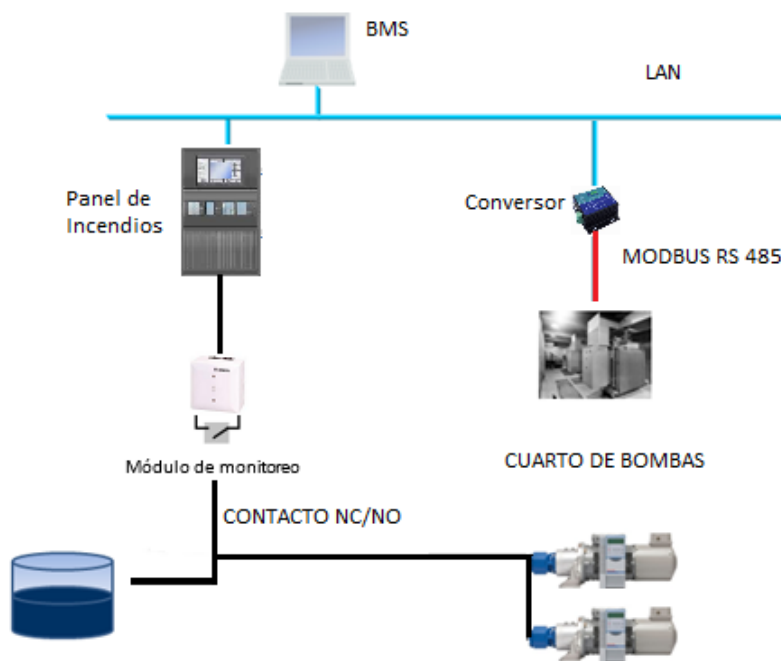 BMS
LAN
Panel de
Incendios
Conversor
MODBUS RS 485
Módulo de monitoreo
CUARTO DE BOMBAS
CONTACTO NC/NO